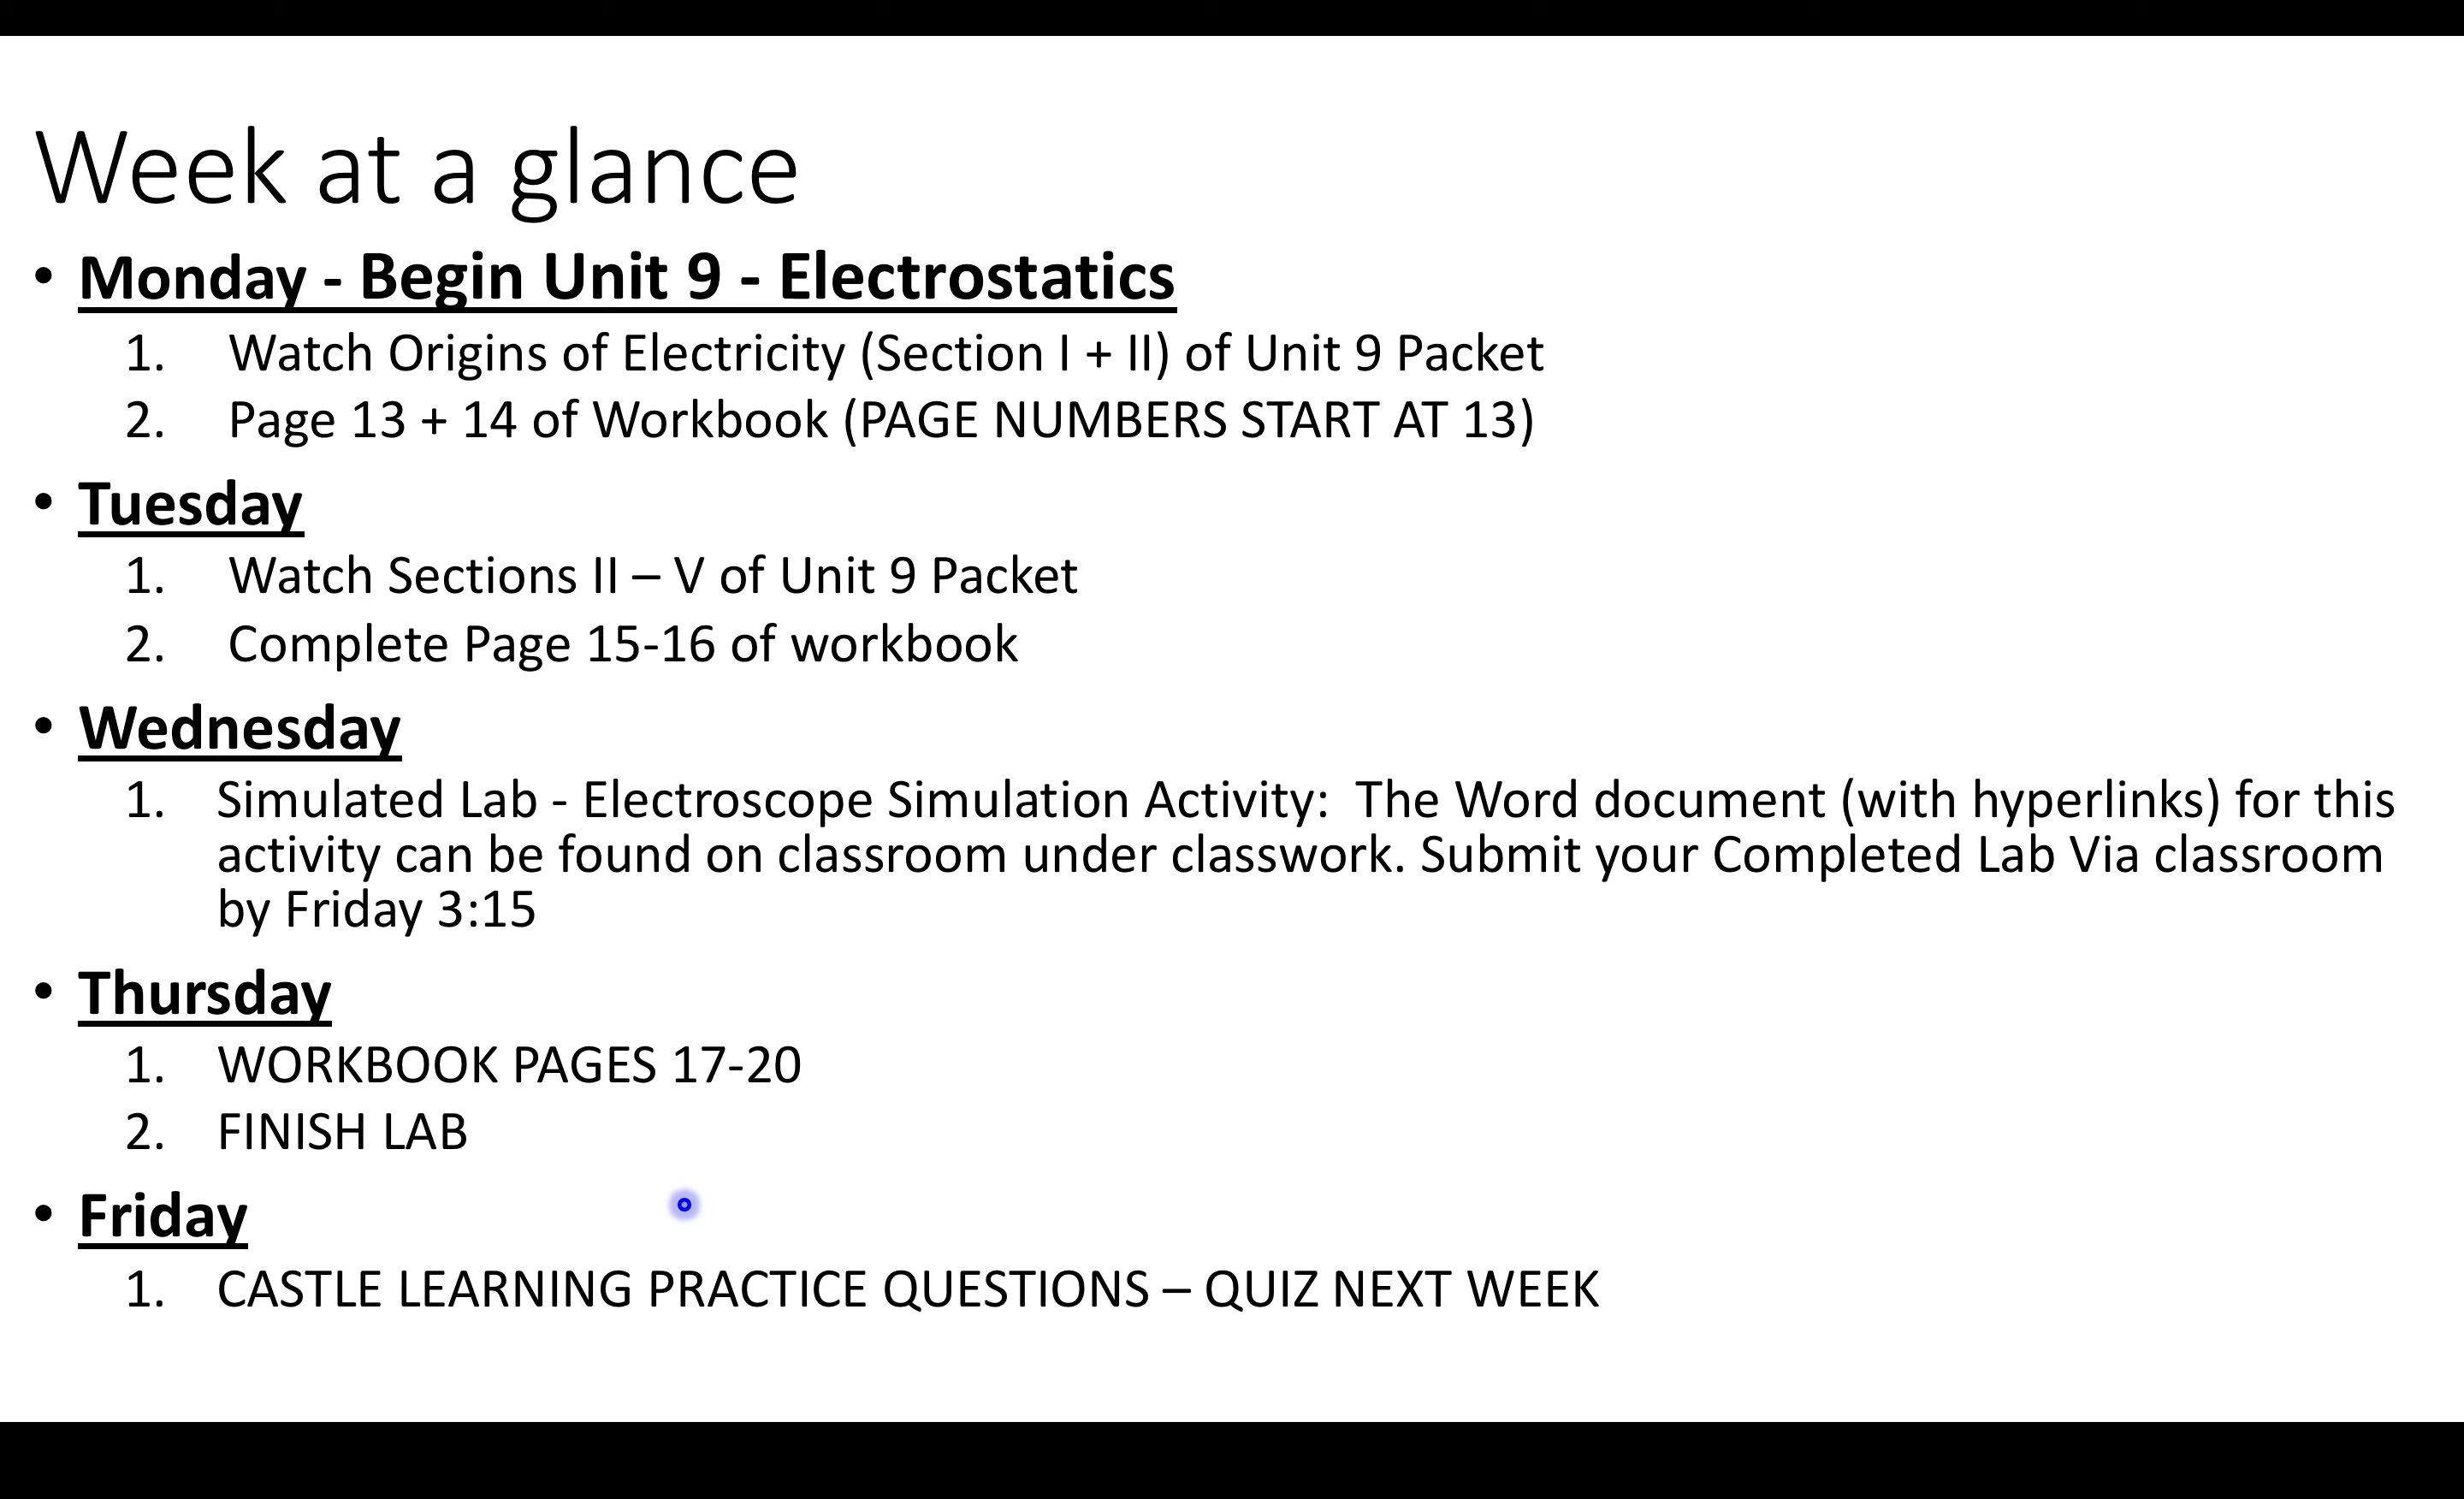 Week at a glance
• Monday - Begin Unit 9 - Electrostatics
1. Watch Origins of Electricity (Section I + II) of Unit 9 Packet
2. Page 13 + 14 of Workbook (PAGE NUMBERS START AT 13)
• Tuesday
1. Watch Sections II – V of Unit 9 Packet
2. Complete Page 15-16 of workbook
• Wednesday
1. Simulated Lab - Electroscope Simulation Activity:  The Word document (with hyperlinks) for this
activity can be found on classroom under classwork. Submit your Completed Lab Via classroom
by Friday 3:15
• Thursday
1. WORKBOOK PAGES 17-20
2. FINISH LAB
• Friday
1. CASTLE LEARNING PRACTICE QUESTIONS – QUIZ NEXT WEEK